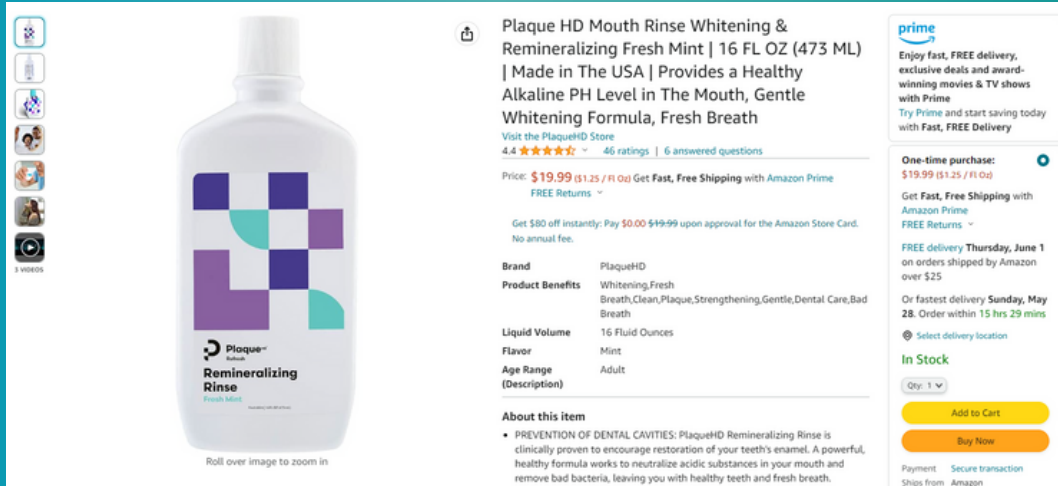 3 VIDEOS
Plaque HD
Refresh
Remineralizing
Rinse
Fresh Mint
Roll over image to zoom in
Plaque HD Mouth Rinse Whitening &
Remineralizing Fresh Mint | 16 FL OZ (473 ML)
| Made in The USA | Provides a Healthy
Alkaline PH Level in The Mouth, Gentle
Whitening Formula, Fresh Breath
Visit the PlaqueHD Store
4.4 46 ratings | 6 answered questions
Price: $19.99 ($1.25 / Fl Oz) Get Fast, Free Shipping with Amazon Prime
FREE Returns
Get $80 off instantly: Pay $0.00 $19.99 upon approval for the Amazon Store Card.
No annual fee.
Brand PlaqueHD
Product Benefits Whitening,Fresh
Breath,Clean,Plaque,Strengthening,Gentle,Dental Care,Bad
Breath
Liquid Volume 16 Fluid Ounces
Flavor Mint
Age Range Adult
(Description)
About this item
• PREVENTION OF DENTAL CAVITIES: PlaqueHD Remineralizing Rinse is
clinically proven to encourage restoration of your teeth's enamel. A powerful,
healthy formula works to neutralize acidic substances in your mouth and
remove bad bacteria, leaving you with healthy teeth and fresh breath.
prime
Enjoy fast, FREE delivery,
exclusive deals and award-
winning movies & TV shows
with Prime
Try Prime and start saving today
with Fast, FREE Delivery
One-time purchase:
$19.99 ($1.25 / Fl Oz)
Get Fast, Free Shipping with
Amazon Prime
FREE Returns
FREE delivery Thursday, June 1
on orders shipped by Amazon
over $25
Or fastest delivery Sunday, May
28. Order within 15 hrs 29 mins
Select delivery location
In Stock
Qty: 1
Add to Cart
Buy Now
Payment Secure transaction
Ships from Amazon